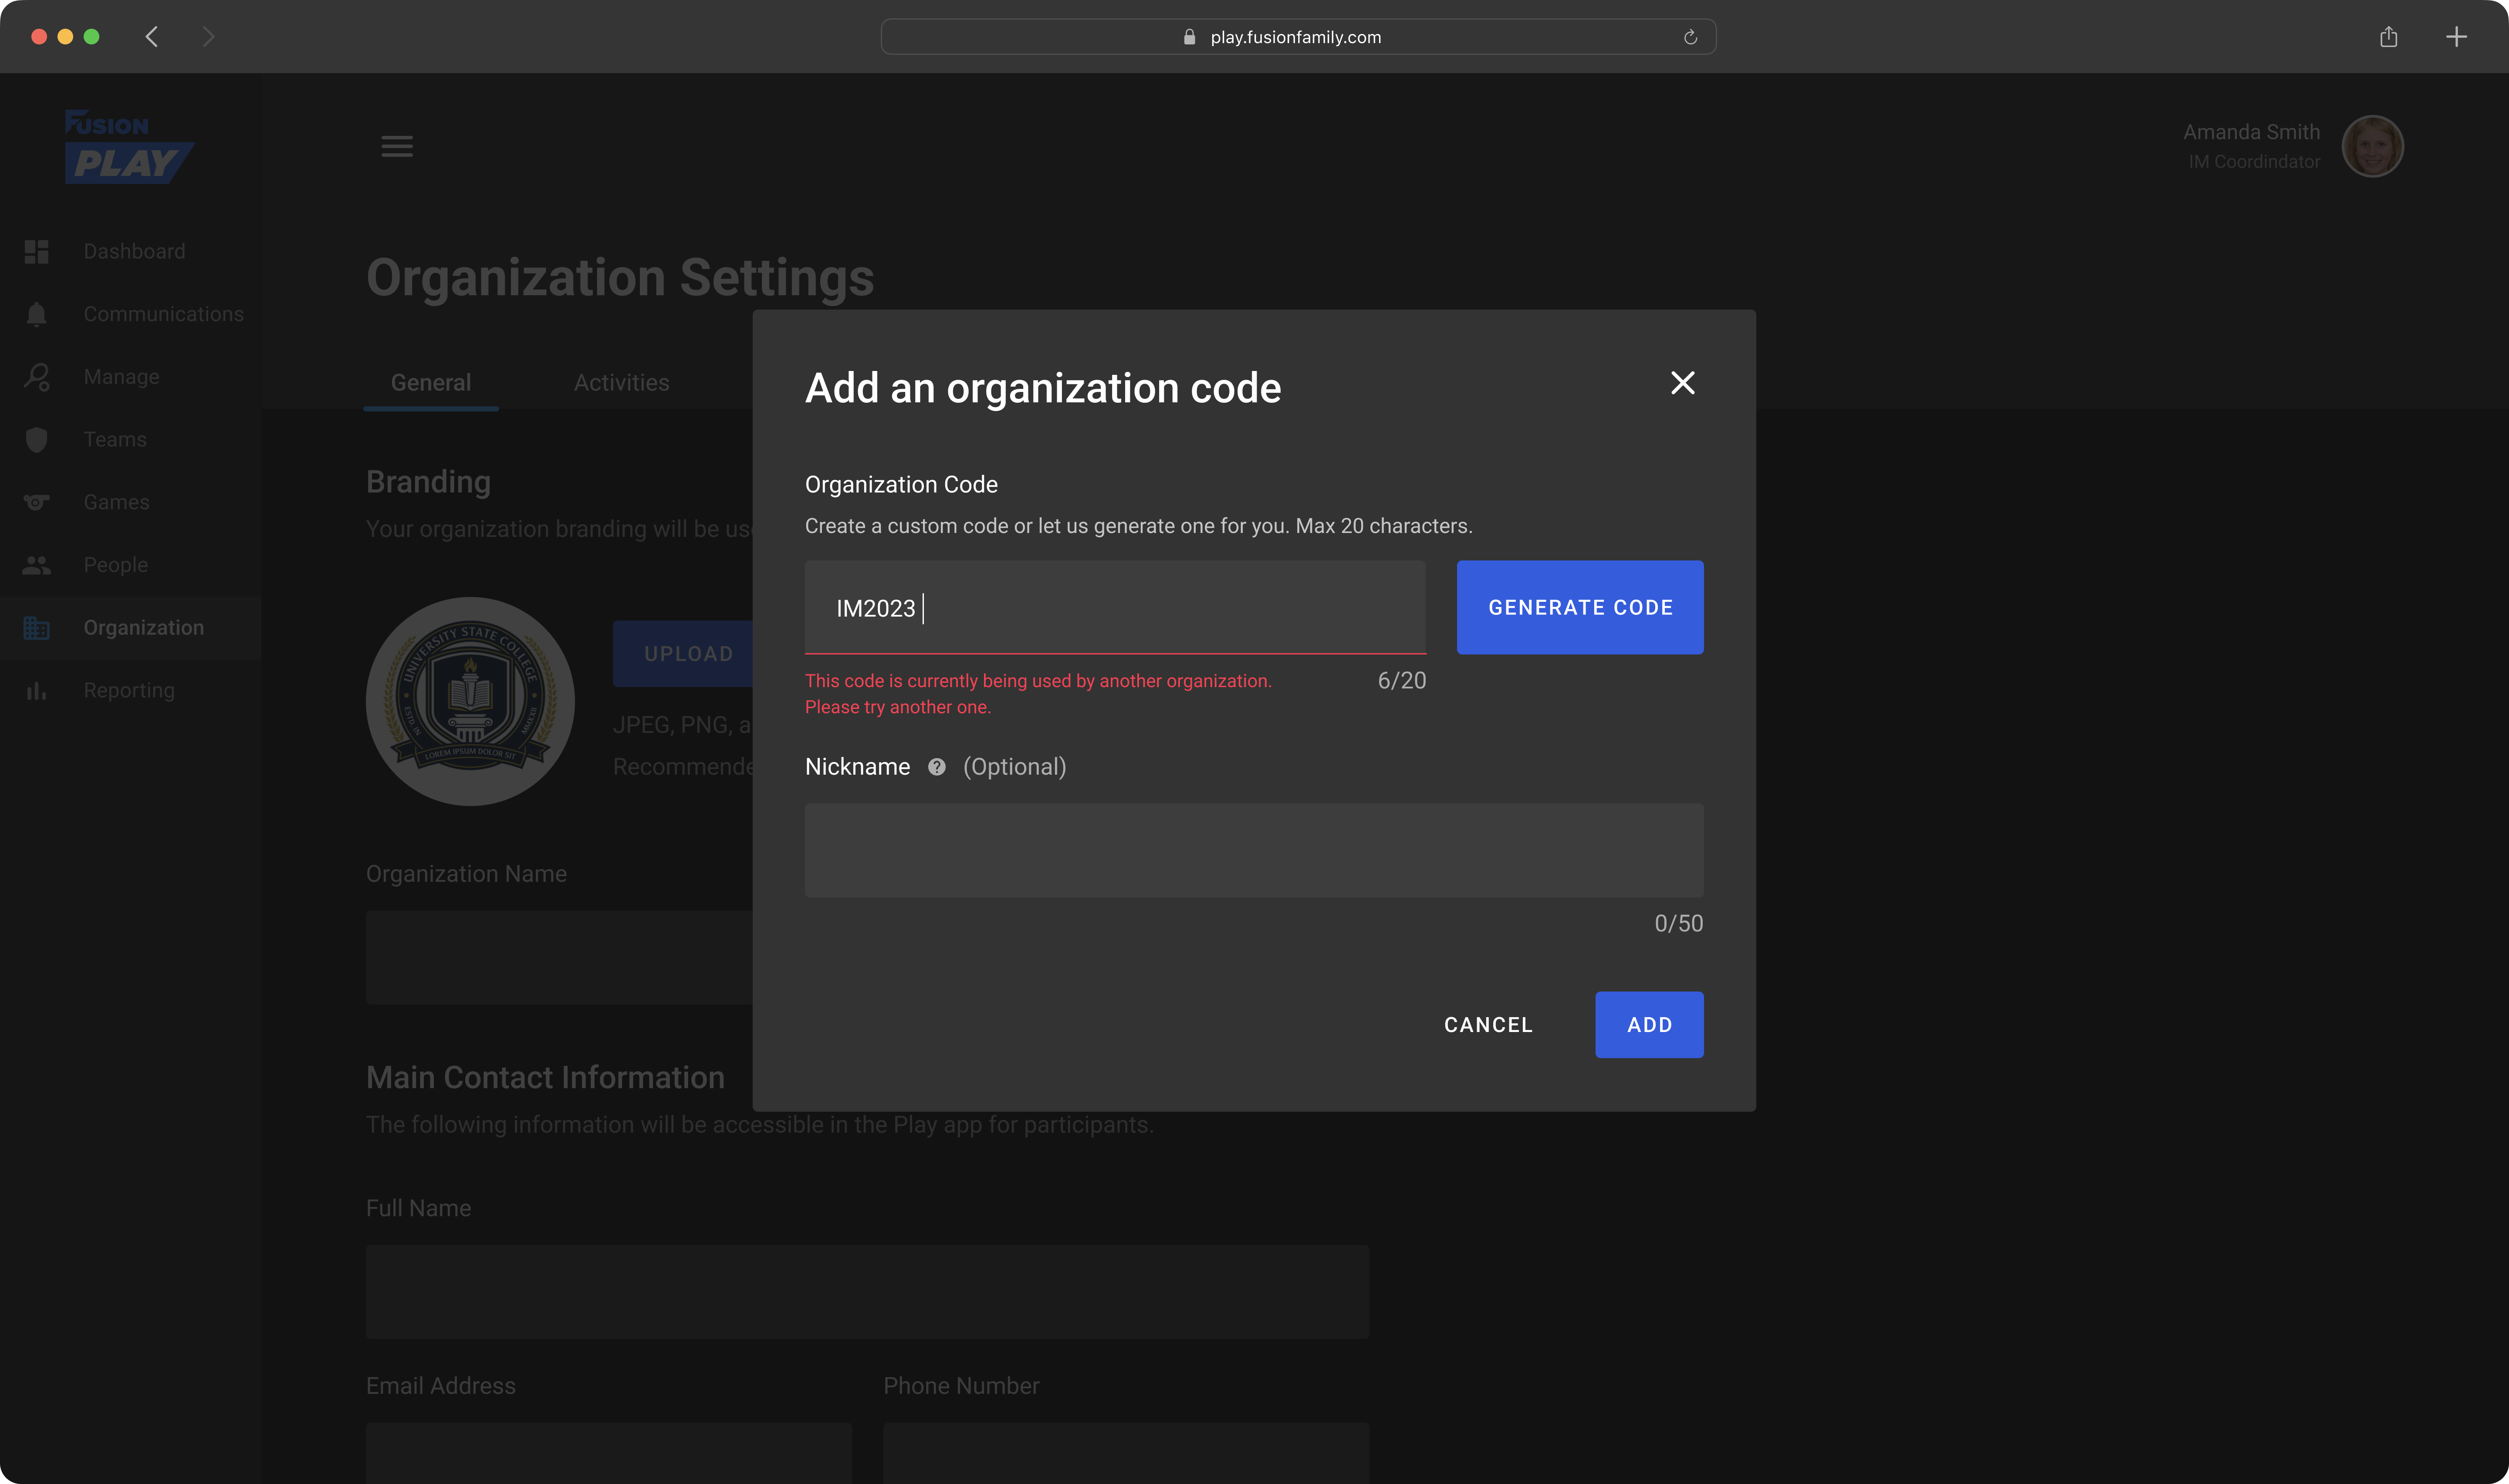 play.fusionfamily.com
FUSION
PLAY
Amanda Smith
IM Coordindator
Dashboard
Communications
Manage
Teams
Games
People
Organization
Reporting
Organization Settings
General
Activities
Branding
Your organization branding will be us
UNIVERSITY STATE COLLEGE
ESTD. IN
MMXXB
LOREM IPSUM DOLOR SIT
UPLOAD
JPEG, PNG, a
Recommende
Organization Name
Main Contact Information
The following information will be accessible in the Play app for participants.
Full Name
Email Address
Phone Number
Add an organization code
Organization Code
Create a custom code or let us generate one for you. Max 20 characters.
IM2023
GENERATE CODE
This code is currently being used by another organization.
Please try another one.
6/20
Nickname ? (Optional)
0/50
CANCEL
ADD